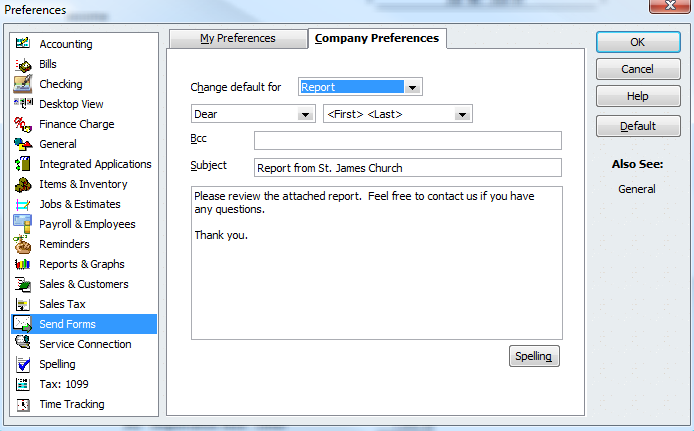 Preferences
Accounting
Bills
Checking
Desktop View
Finance Charge
General
Integrated Applications
Items & Inventory
Jobs & Estimates
Payroll & Employees
Reminders
Reports & Graphs
Sales & Customers
Sales Tax
Send Forms
Service Connection
Spelling
Tax: 1099
Time Tracking
My Preferences
Company Preferences
Change default for Report
Dear <First> <Last>
Bcc
Subject Report from St. James Church
Please review the attached report.  Feel free to contact us if you have
any questions.
Thank you.
Spelling
OK
Cancel
Help
Default
Also See:
General